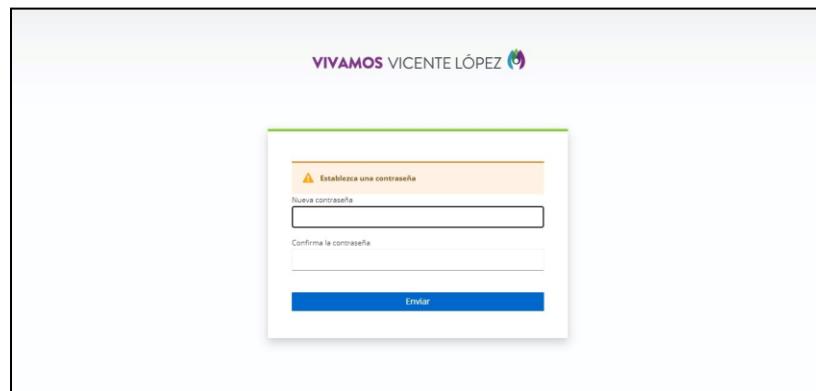 VIVAMOS VICENTE LÓPEZ
Establezca una contraseña
Nueva contraseña
Confirma la contraseña
Enviar